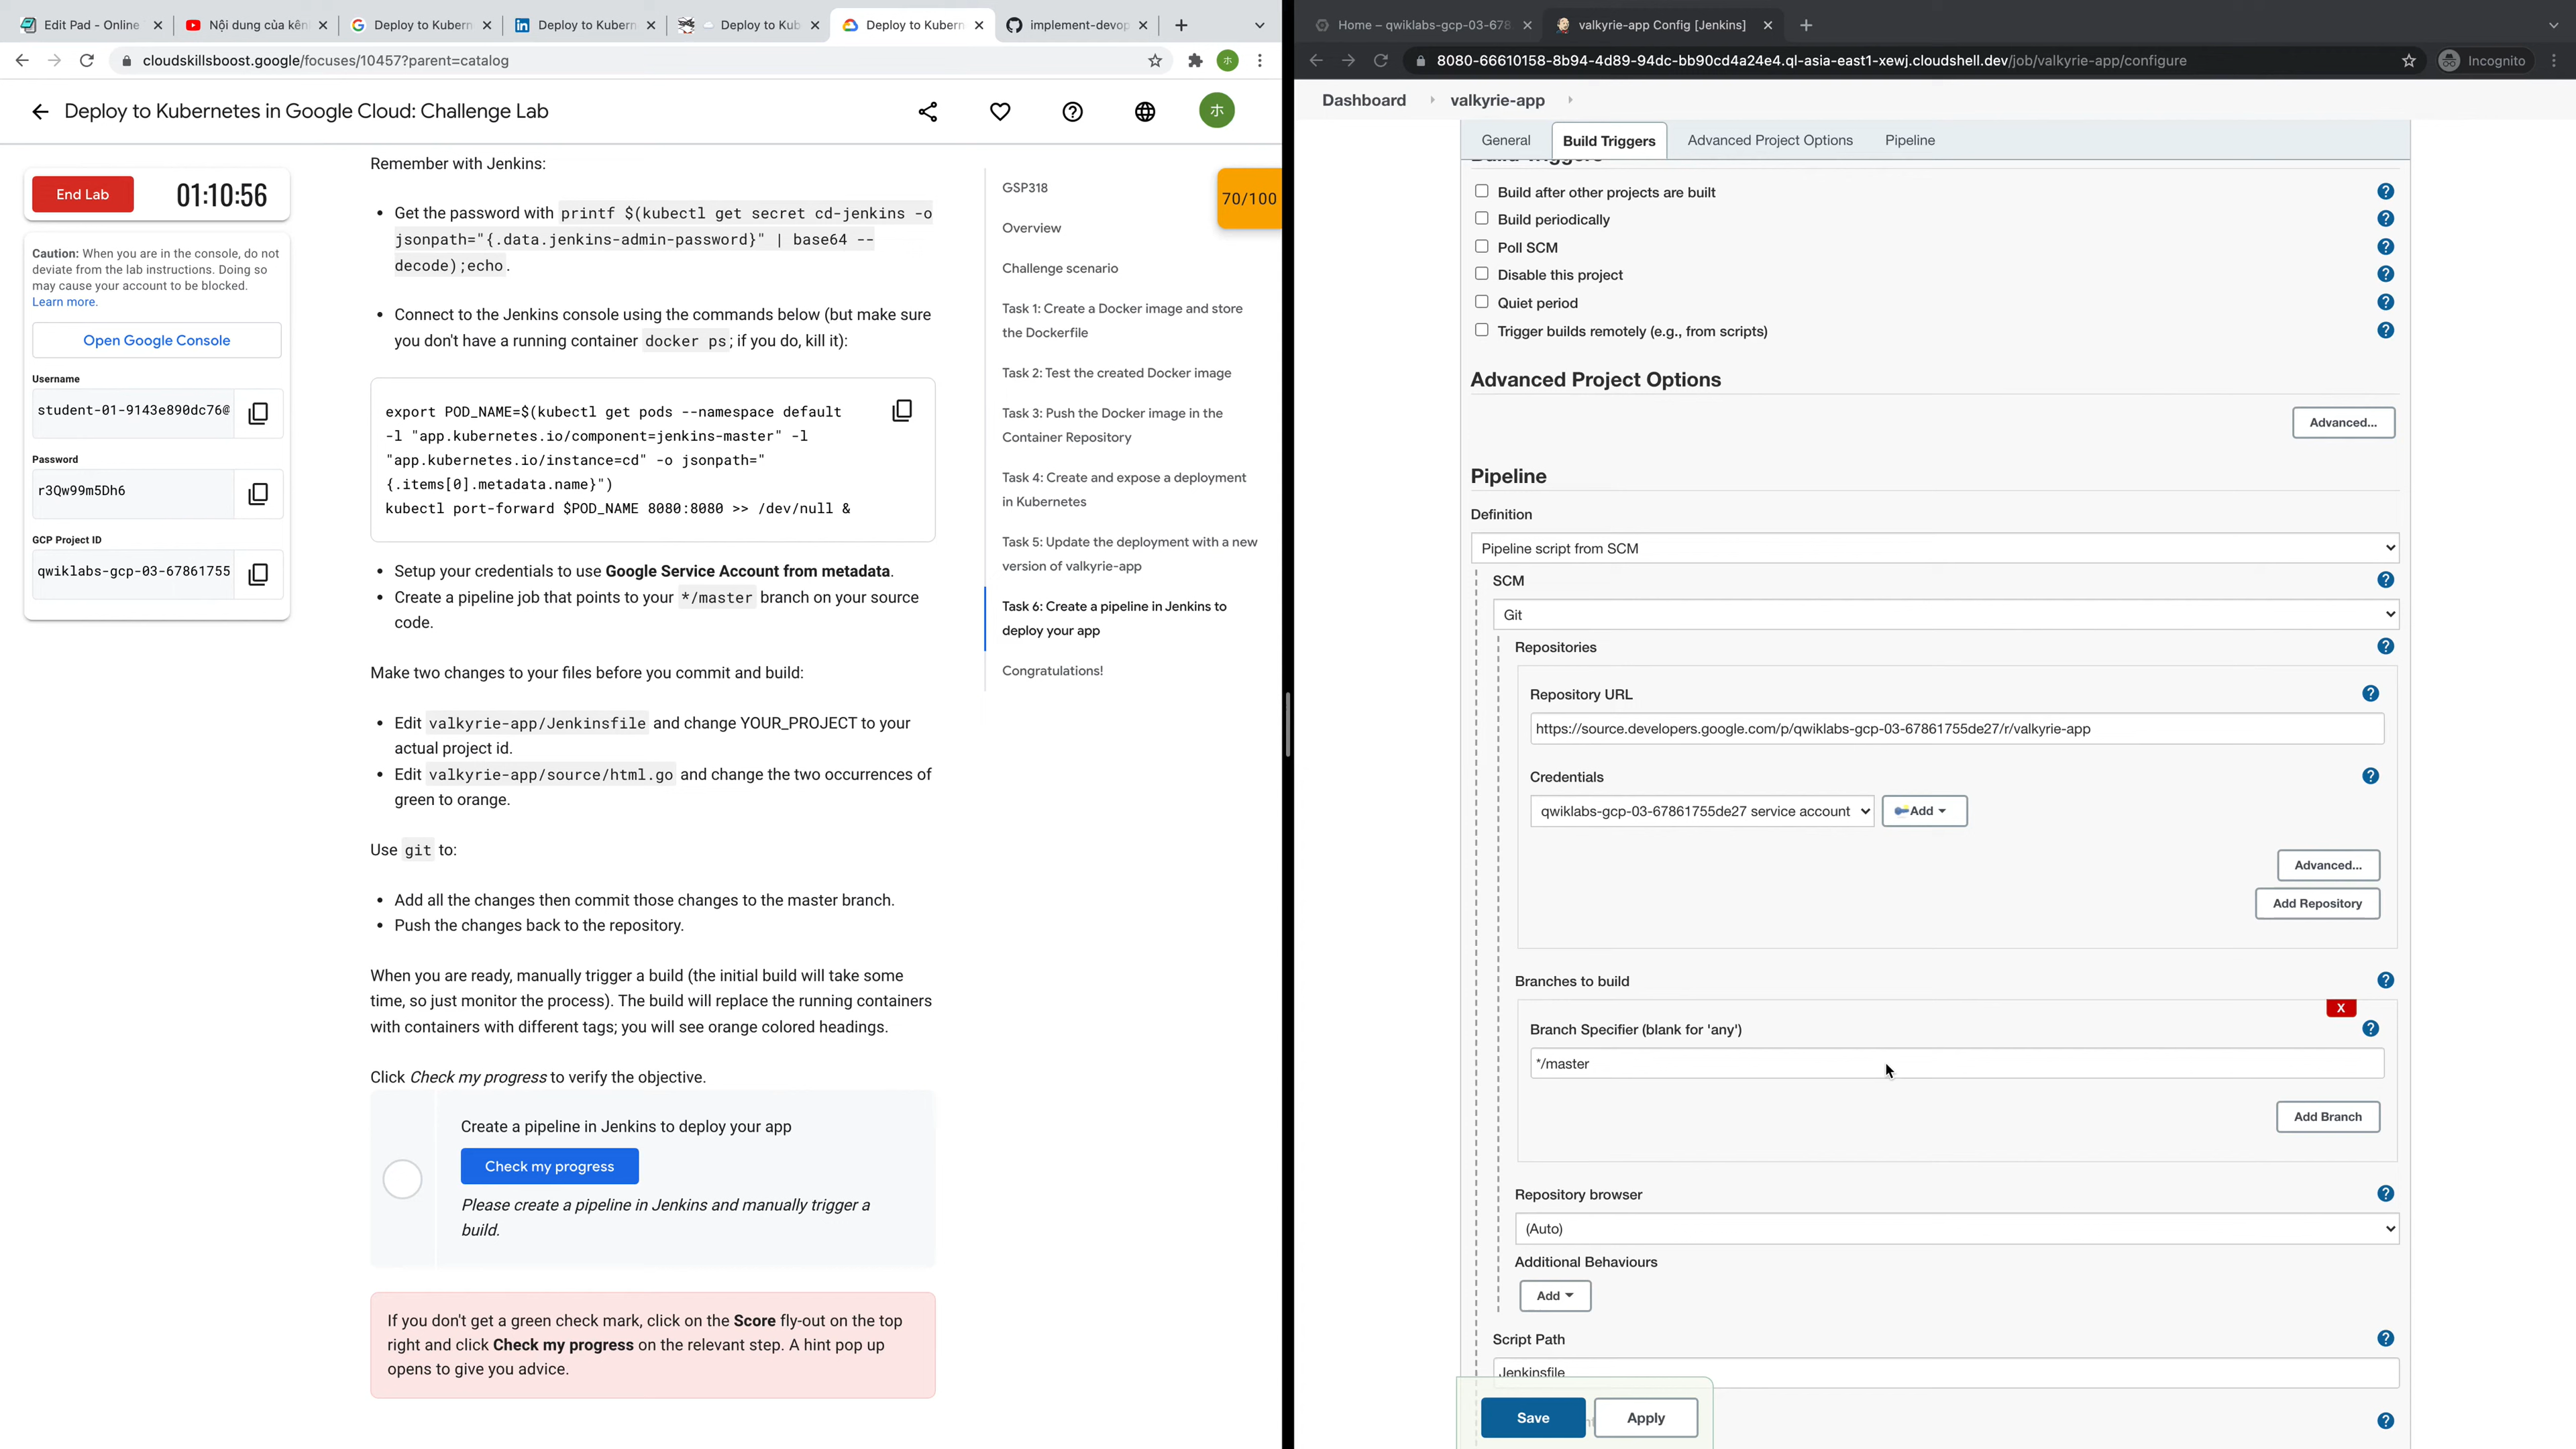 Edit Pad - Online
Nội dung của kên
Deploy to Kubern
Deploy to Kubern
Deploy to Kub
Deploy to Kubern
implement-devop
cloudskillsboost.google/focuses/10457?parent=catalog
ホ
Deploy to Kubernetes in Google Cloud: Challenge Lab
ホ
End Lab
01:10:56
Caution: When you are in the console, do not
deviate from the lab instructions. Doing so
may cause your account to be blocked.
Learn more.
Open Google Console
Username
student-01-9143e890dc76@
Password
r3Qw99m5Dh6
GCP Project ID
qwiklabs-gcp-03-67861755
Remember with Jenkins:
• Get the password with printf $(kubectl get secret cd-jenkins -o
jsonpath="{.data.jenkins-admin-password}" | base64 --
decode);echo.
• Connect to the Jenkins console using the commands below (but make sure
you don't have a running container docker ps; if you do, kill it):
export POD_NAME=$(kubectl get pods --namespace default
-l "app.kubernetes.io/component=jenkins-master" -l
"app.kubernetes.io/instance=cd" -o jsonpath="
{.items[0].metadata.name}")
kubectl port-forward $POD_NAME 8080:8080 >> /dev/null &
• Setup your credentials to use Google Service Account from metadata.
• Create a pipeline job that points to your */master branch on your source
code.
Make two changes to your files before you commit and build:
• Edit valkyrie-app/Jenkinsfile and change YOUR_PROJECT to your
actual project id.
• Edit valkyrie-app/source/html.go and change the two occurrences of
green to orange.
Use git to:
• Add all the changes then commit those changes to the master branch.
• Push the changes back to the repository.
When you are ready, manually trigger a build (the initial build will take some
time, so just monitor the process). The build will replace the running containers
with containers with different tags; you will see orange colored headings.
Click Check my progress to verify the objective.
Create a pipeline in Jenkins to deploy your app
Check my progress
Please create a pipeline in Jenkins and manually trigger a
build.
If you don't get a green check mark, click on the Score fly-out on the top
right and click Check my progress on the relevant step. A hint pop up
opens to give you advice.
GSP318
Overview
Challenge scenario
Task 1: Create a Docker image and store
the Dockerfile
Task 2: Test the created Docker image
Task 3: Push the Docker image in the
Container Repository
Task 4: Create and expose a deployment
in Kubernetes
Task 5: Update the deployment with a new
version of valkyrie-app
Task 6: Create a pipeline in Jenkins to
deploy your app
Congratulations!
70/100
Home – qwiklabs-gcp-03-678
valkyrie-app Config [Jenkins]
8080-66610158-8b94-4d89-94dc-bb90cd4a24e4.ql-asia-east1-xewj.cloudshell.dev/job/valkyrie-app/configure
Incognito
Dashboard
valkyrie-app
General
Build Triggers
Advanced Project Options
Pipeline
Build Triggers
Build after other projects are built
Build periodically
Poll SCM
Disable this project
Quiet period
Trigger builds remotely (e.g., from scripts)
Advanced Project Options
Advanced...
Pipeline
Definition
Pipeline script from SCM
SCM
Git
Repositories
Repository URL
https://source.developers.google.com/p/qwiklabs-gcp-03-67861755de27/r/valkyrie-app
Credentials
qwiklabs-gcp-03-67861755de27 service account
Add
Advanced...
Add Repository
Branches to build
X
Branch Specifier (blank for 'any')
*/master
Add Branch
Repository browser
(Auto)
Additional Behaviours
Add
Script Path
Jenkinsfile
Save
Apply